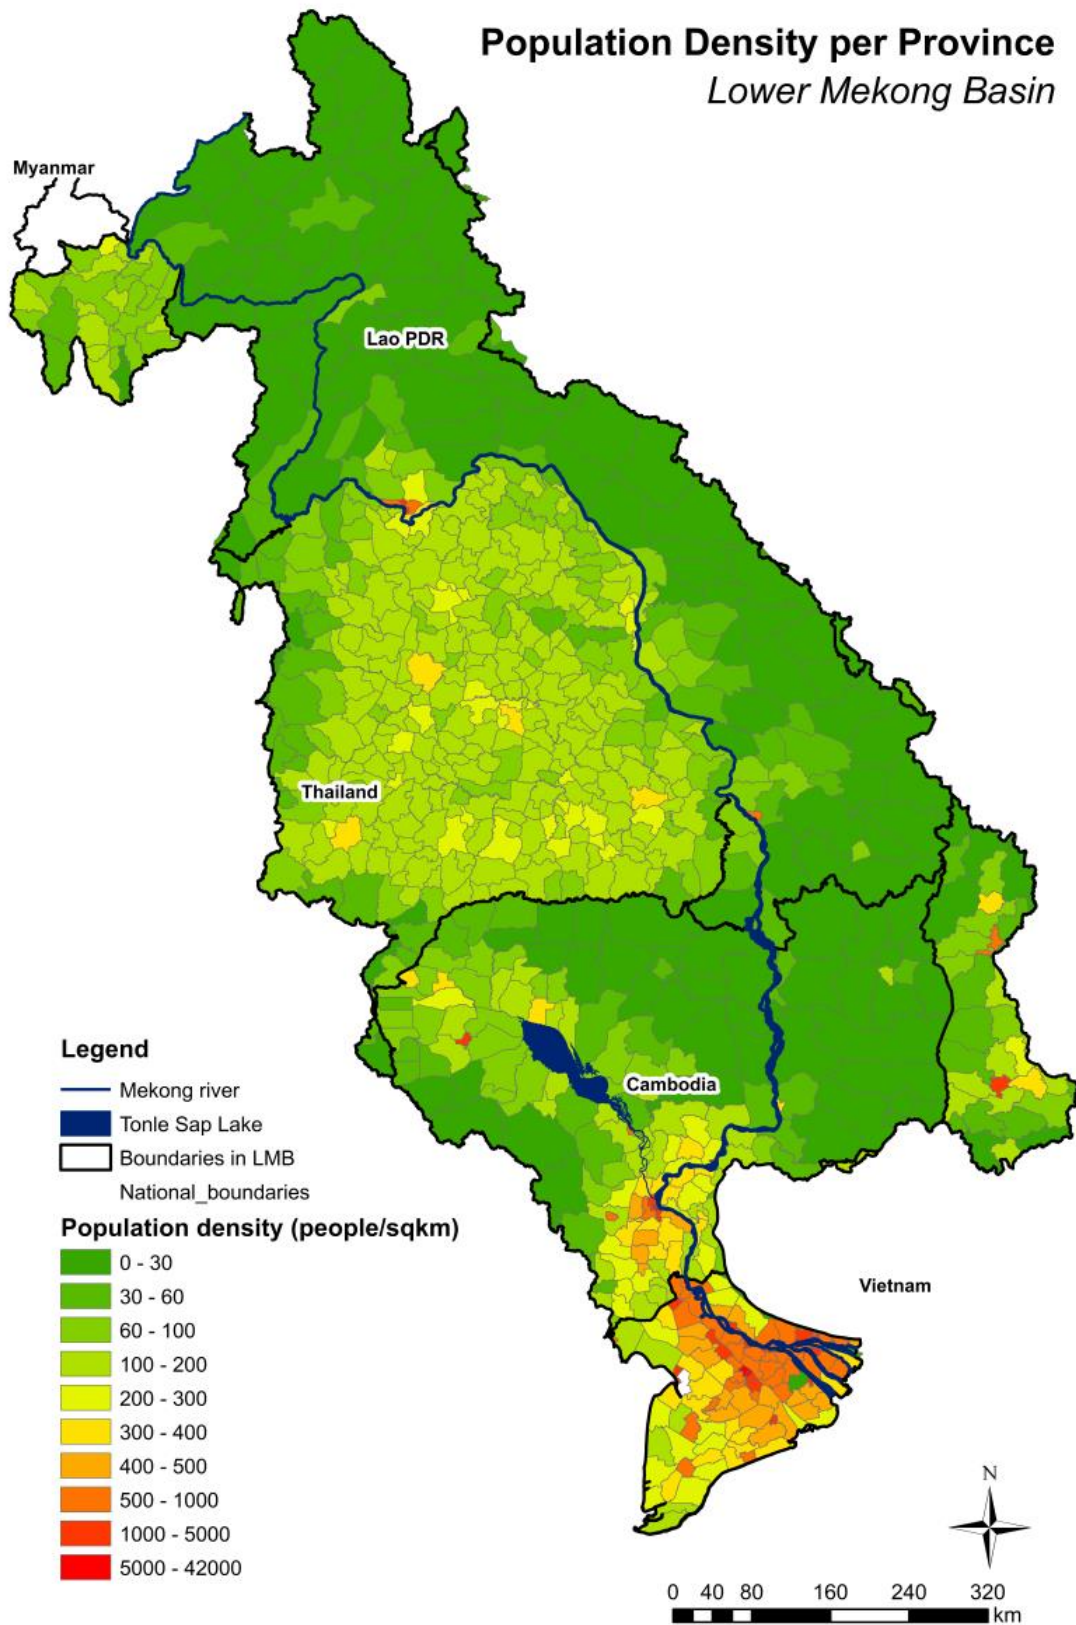 Population Density per Province
Lower Mekong Basin
Myanmar
Lao PDR
Thailand
Cambodia
Vietnam
Legend
Mekong river
Tonle Sap Lake
Boundaries in LMB
National_boundaries
Population density (people/sqkm)
0 - 30
30 - 60
60 - 100
100 - 200
200 - 300
300 - 400
400 - 500
500 - 1000
1000 - 5000
5000 - 42000
N
0 40 80 160 240 320
km